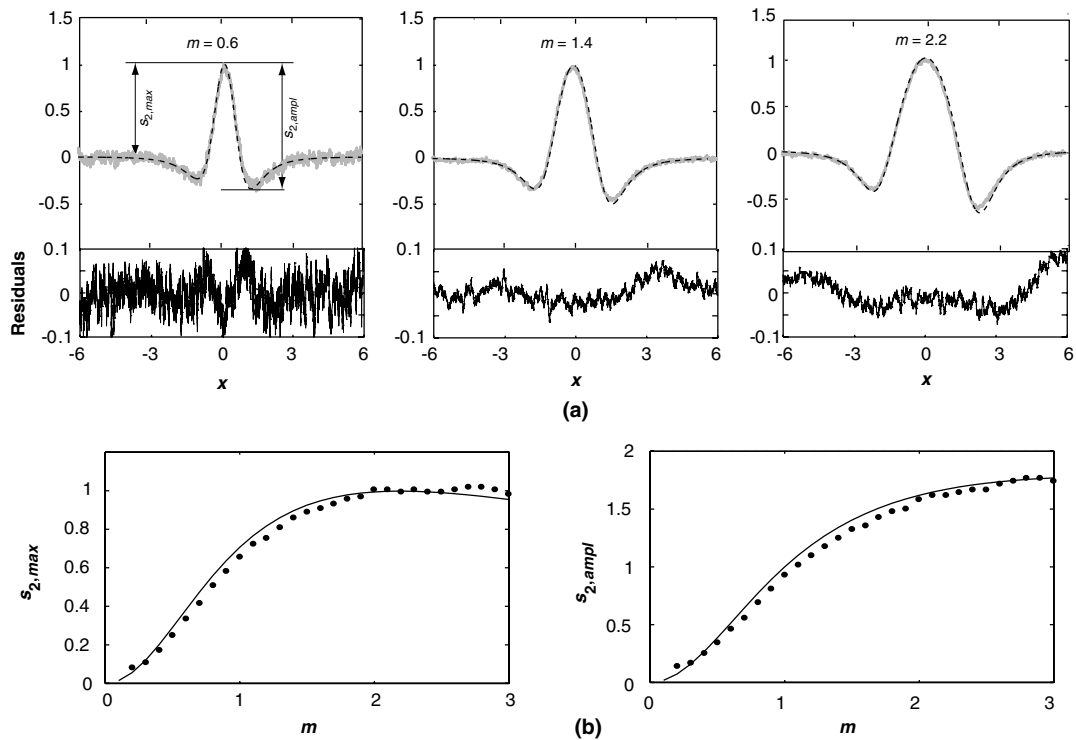 1.5
1
0.5
0
-0.5
m = 0.6
s2,max
s2,ampl
0.1
0
-0.1
Residuals
-6 -3 0 3 6
x
1.5
1
0.5
0
-0.5
m = 1.4
0.1
0
-0.1
-6 -3 0 3 6
x
1.5
1
0.5
0
-0.5
m = 2.2
0.1
0
-0.1
-6 -3 0 3 6
x
(a)
1
0.8
0.6
0.4
0.2
0
s2,max
0 1 2 3
m
2
1.5
1
0.5
0
s2,ampl
0 1 2 3
m
(b)